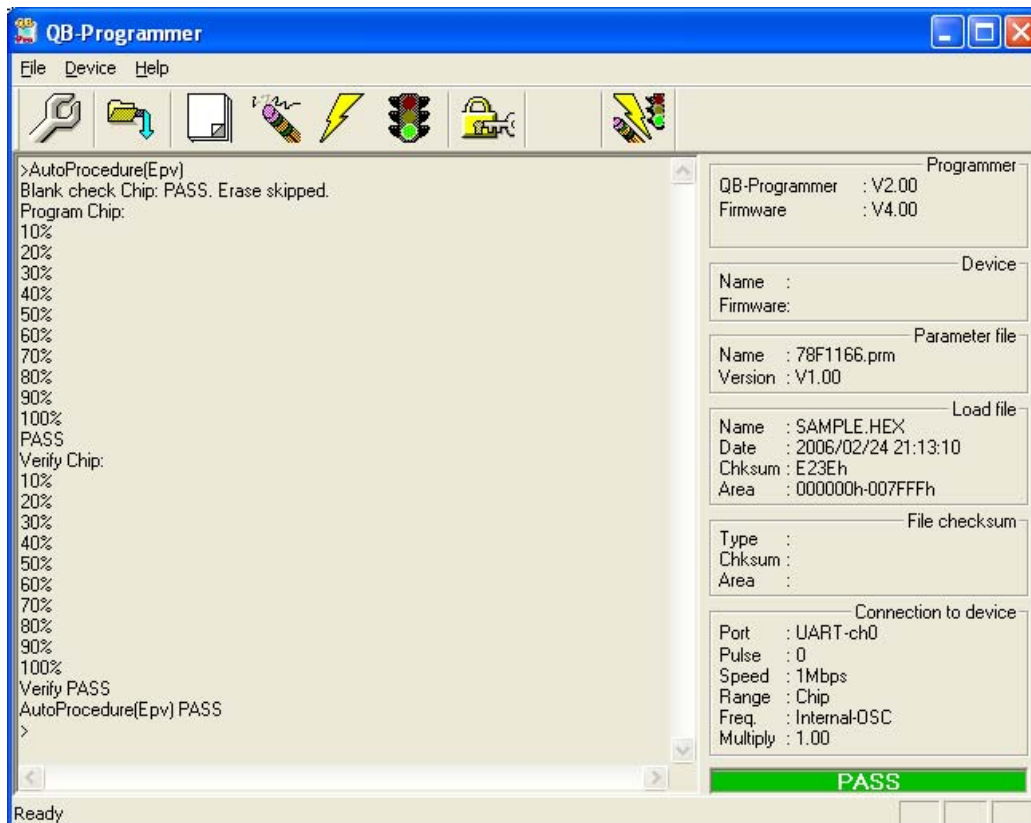 QB-Programmer
File Device Help
>AutoProcedure(Epv)
Blank check Chip: PASS. Erase skipped.
Program Chip:
10%
20%
30%
40%
50%
60%
70%
80%
90%
100%
PASS
Verify Chip:
10%
20%
30%
40%
50%
60%
70%
80%
90%
100%
Verify PASS
AutoProcedure(Epv) PASS
>
Programmer
QB-Programmer : V2.00
Firmware : V4.00
Device
Name :
Firmware:
Parameter file
Name : 78F1166.prm
Version : V1.00
Load file
Name : SAMPLE.HEX
Date : 2006/02/24 21:13:10
Chksum : E23Eh
Area : 000000h-007FFFh
File checksum
Type :
Chksum :
Area :
Connection to device
Port : UART-ch0
Pulse : 0
Speed : 1Mbps
Range : Chip
Freq. : Internal-OSC
Multiply : 1.00
PASS
Ready